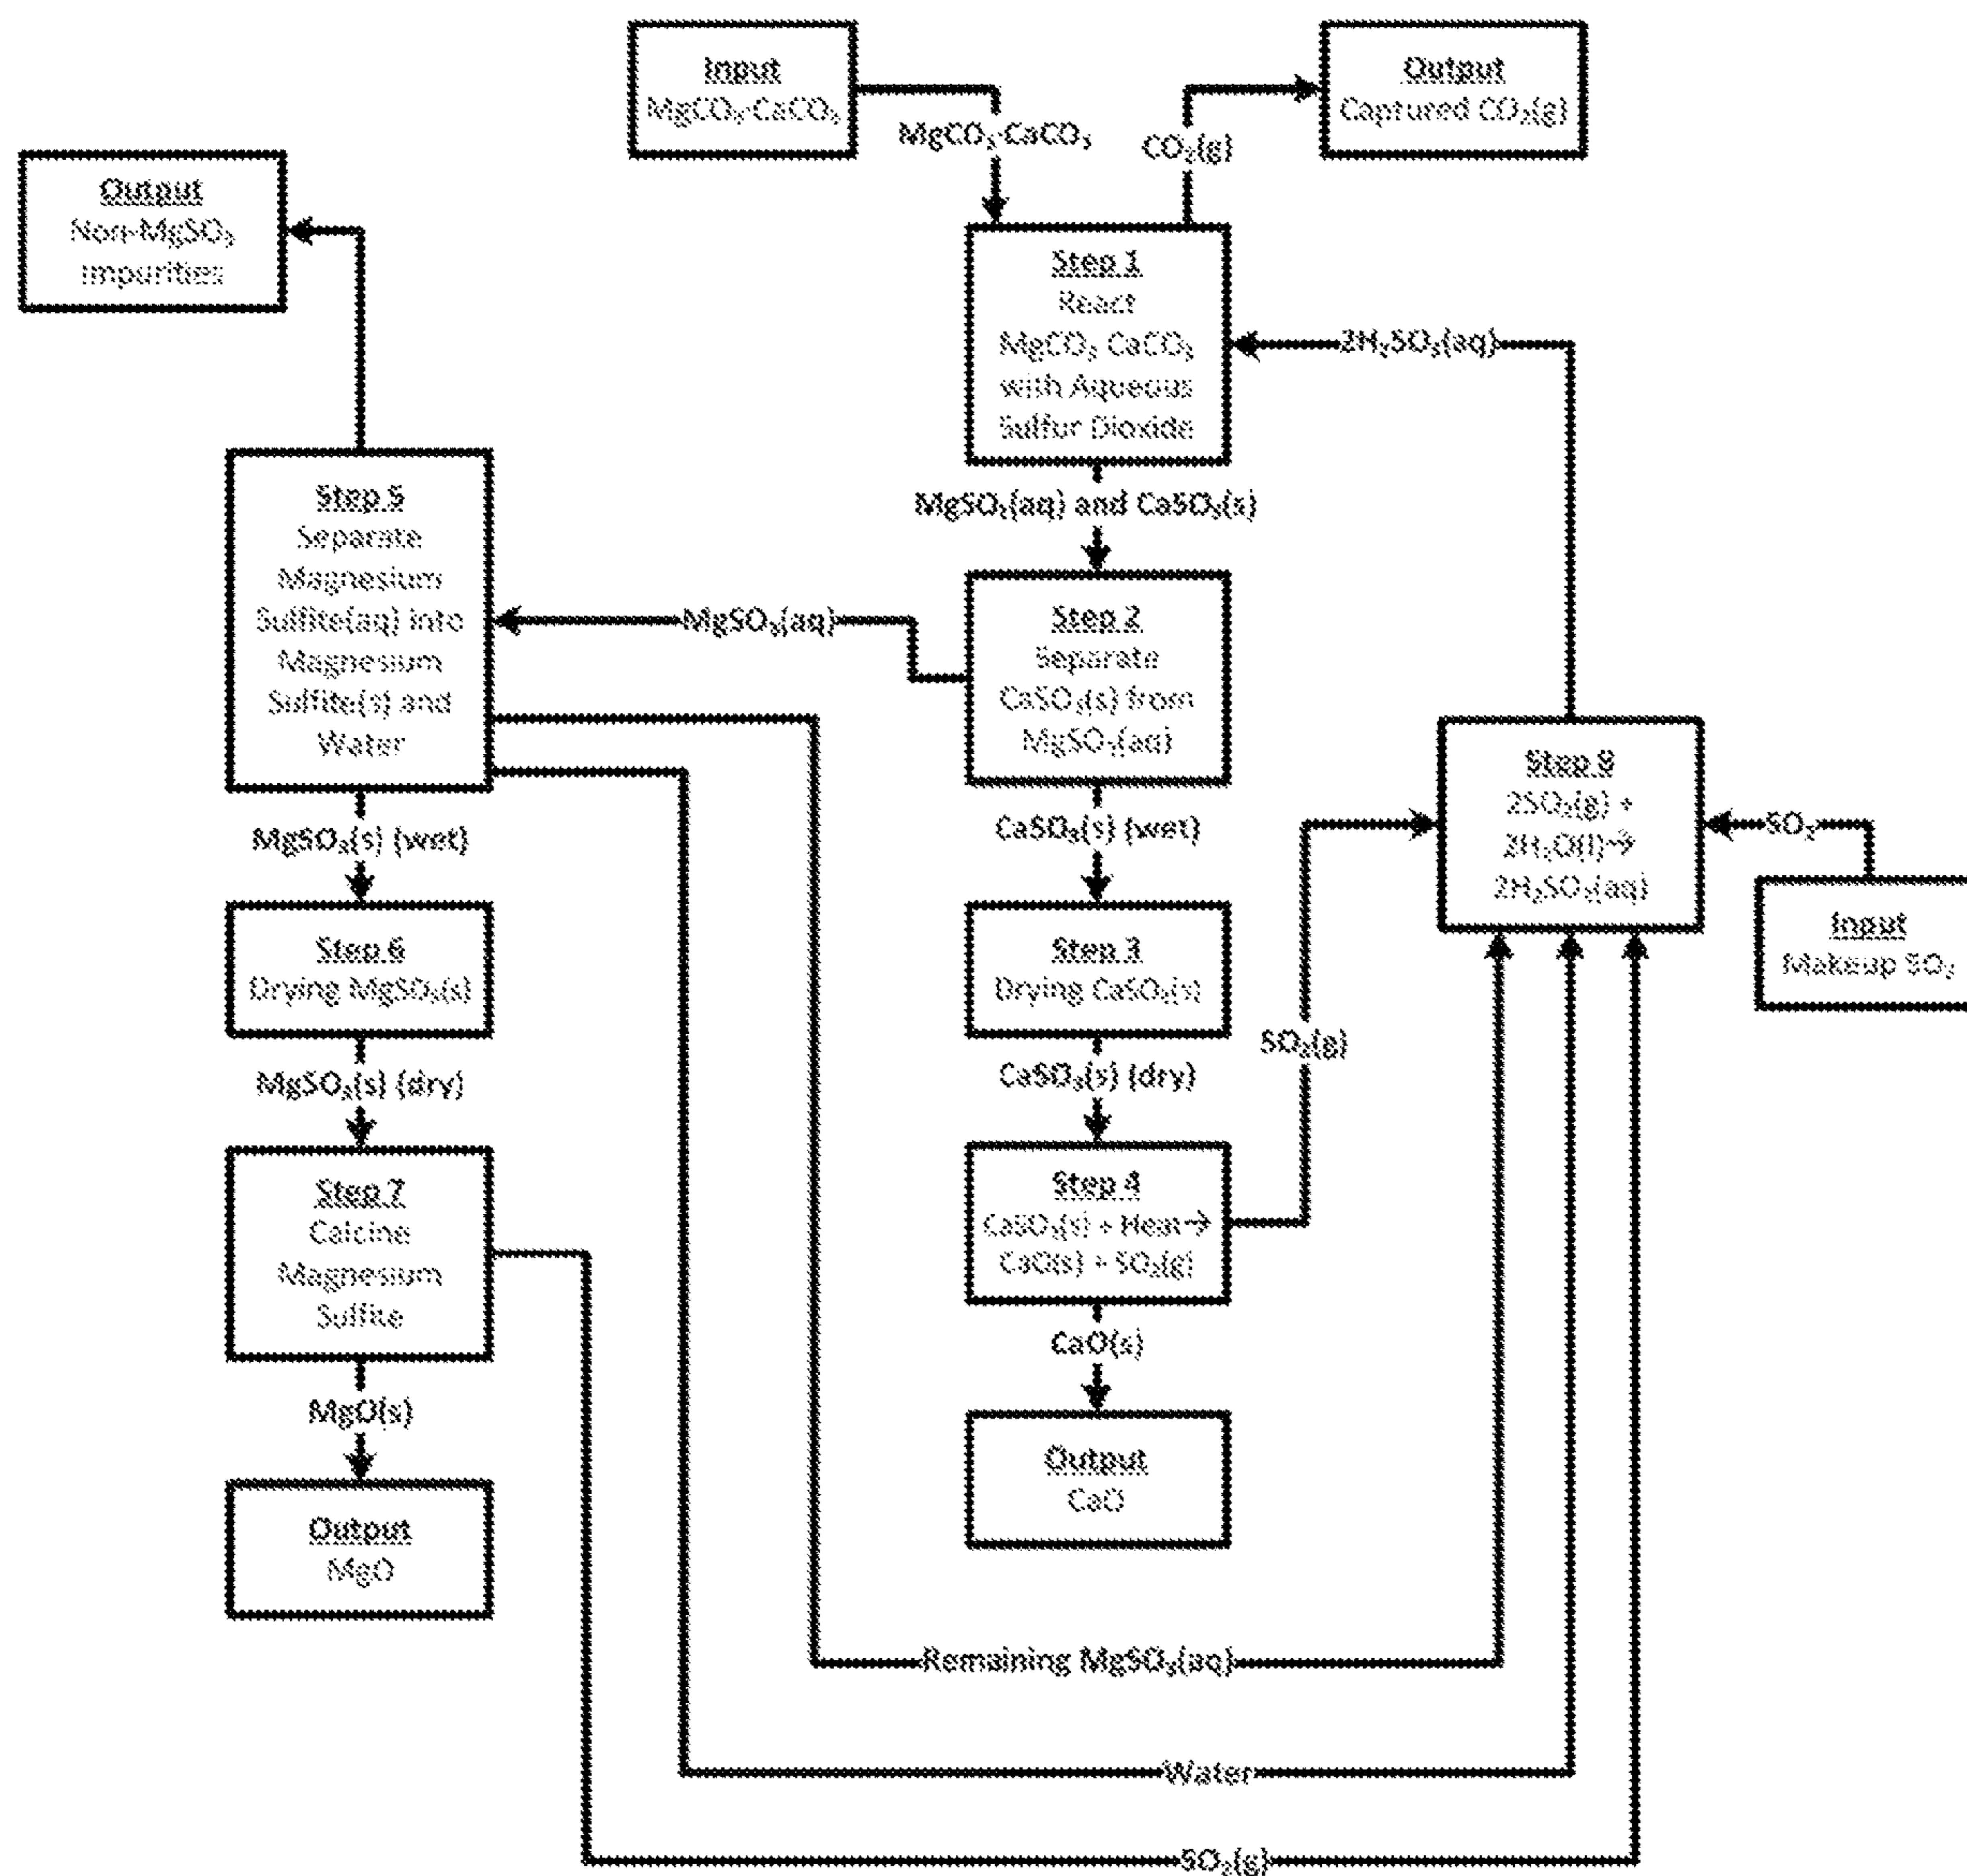 Input
MgCO₃·CaCO₃
Output
Captured CO₂(g)
MgCO₃·CaCO₃
CO₂(g)
Output
Non-MgSO₃
Impurities
Step 1
React
MgCO₃ CaCO₃
with Aqueous
Sulfur Dioxide
2H₂SO₃(aq)
MgSO₃(aq) and CaSO₃(s)
Step 5
Separate
Magnesium
Sulfite(aq) into
Magnesium
Sulfite(s) and
Water
MgSO₃(aq)
Step 2
Separate
CaSO₃(s) from
MgSO₃(aq)
Step 8
2SO₂(g) +
2H₂O(l)→
2H₂SO₃(aq)
SO₂
Input
Makeup SO₂
MgSO₃(s) (wet)
CaSO₃(s) (wet)
Step 6
Drying MgSO₃(s)
Step 3
Drying CaSO₃(s)
SO₂(g)
MgSO₃(s) (dry)
CaSO₃(s) (dry)
Step 7
Calcine
Magnesium
Sulfite
Step 4
CaSO₃(s) + Heat→
CaO(s) + SO₂(g)
MgO(s)
CaO(s)
Output
MgO
Output
CaO
Remaining MgSO₃(aq)
Water
SO₂(g)